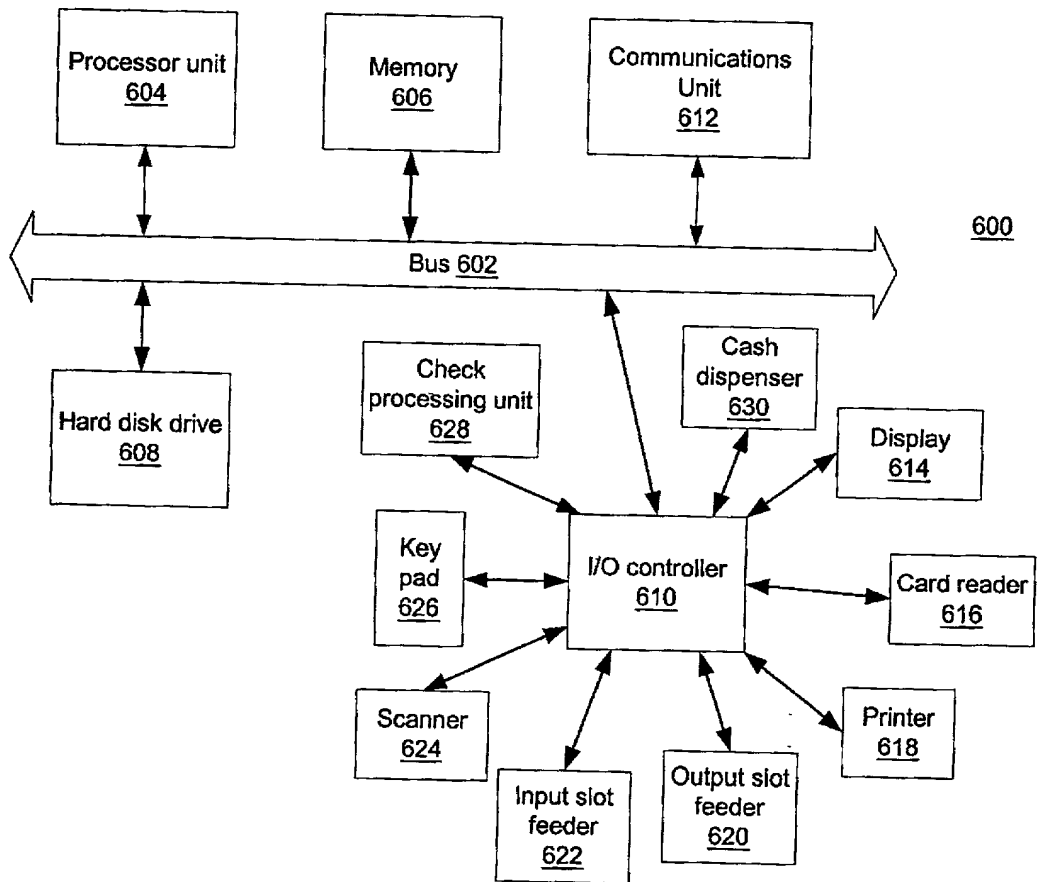 Processor unit
604
Memory
606
Communications
Unit
612
600
Bus 602
Hard disk drive
608
Check
processing unit
628
Cash
dispenser
630
Display
614
Key
pad
626
I/O controller
610
Card reader
616
Scanner
624
Input slot
feeder
622
Output slot
feeder
620
Printer
618